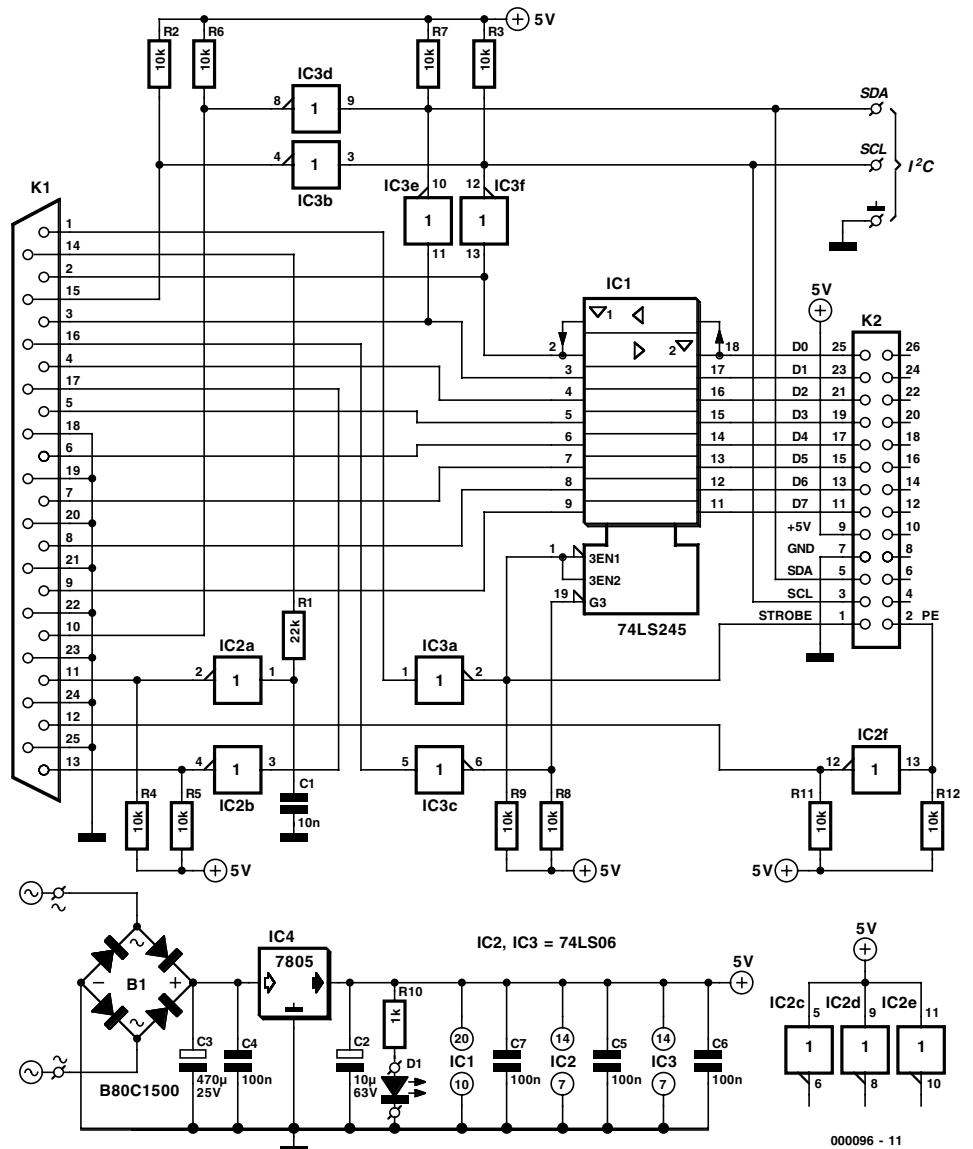 5V
R2 R6 R7 R3
10k 10k 10k 10k
IC3d
8 1 9
SDA
4 1 3
SCL
I²C
IC3b
K1
IC3e 10 12 IC3f
1 1
11 13
1
14
2
15
3
16
4
17
5
18
6
19
7
20
8
21
9
22
10
23
11
24
12
25
13
IC1
5V
K2
1
2 2 18 D0 25 26
3 17 D1 23 24
4 16 D2 21 22
5 15 D3 19 20
6 14 D4 17 18
7 13 D5 15 16
8 12 D6 13 14
9 11 D7 11 12
+5V 9 10
GND 7 8
SDA 5 6
SCL 3 4
STROBE 1 2 PE
1 3EN1
3EN2
19 G3
74LS245
R1
22k
IC2a
2 1 1
IC3a
1 1 2
4 1 3
IC2b
5 1 6
IC3c
IC2f
12 1 13
C1
10n
R4 R5
10k 10k
5V
R9 R8
10k 10k
5V
R11 R12
10k 10k
5V
~
~
B1
~
~
− +
B80C1500
IC4
7805
IC2, IC3 = 74LS06
5V
C3
470µ
25V
C4
100n
C2
10µ
63V
R10
1k
D1
20
IC1
10
C7
100n
14
IC2
7
C5
100n
14
IC3
7
C6
100n
5V
IC2c 5 IC2d 9 IC2e 11
1 1 1
6 8 10
000096 - 11